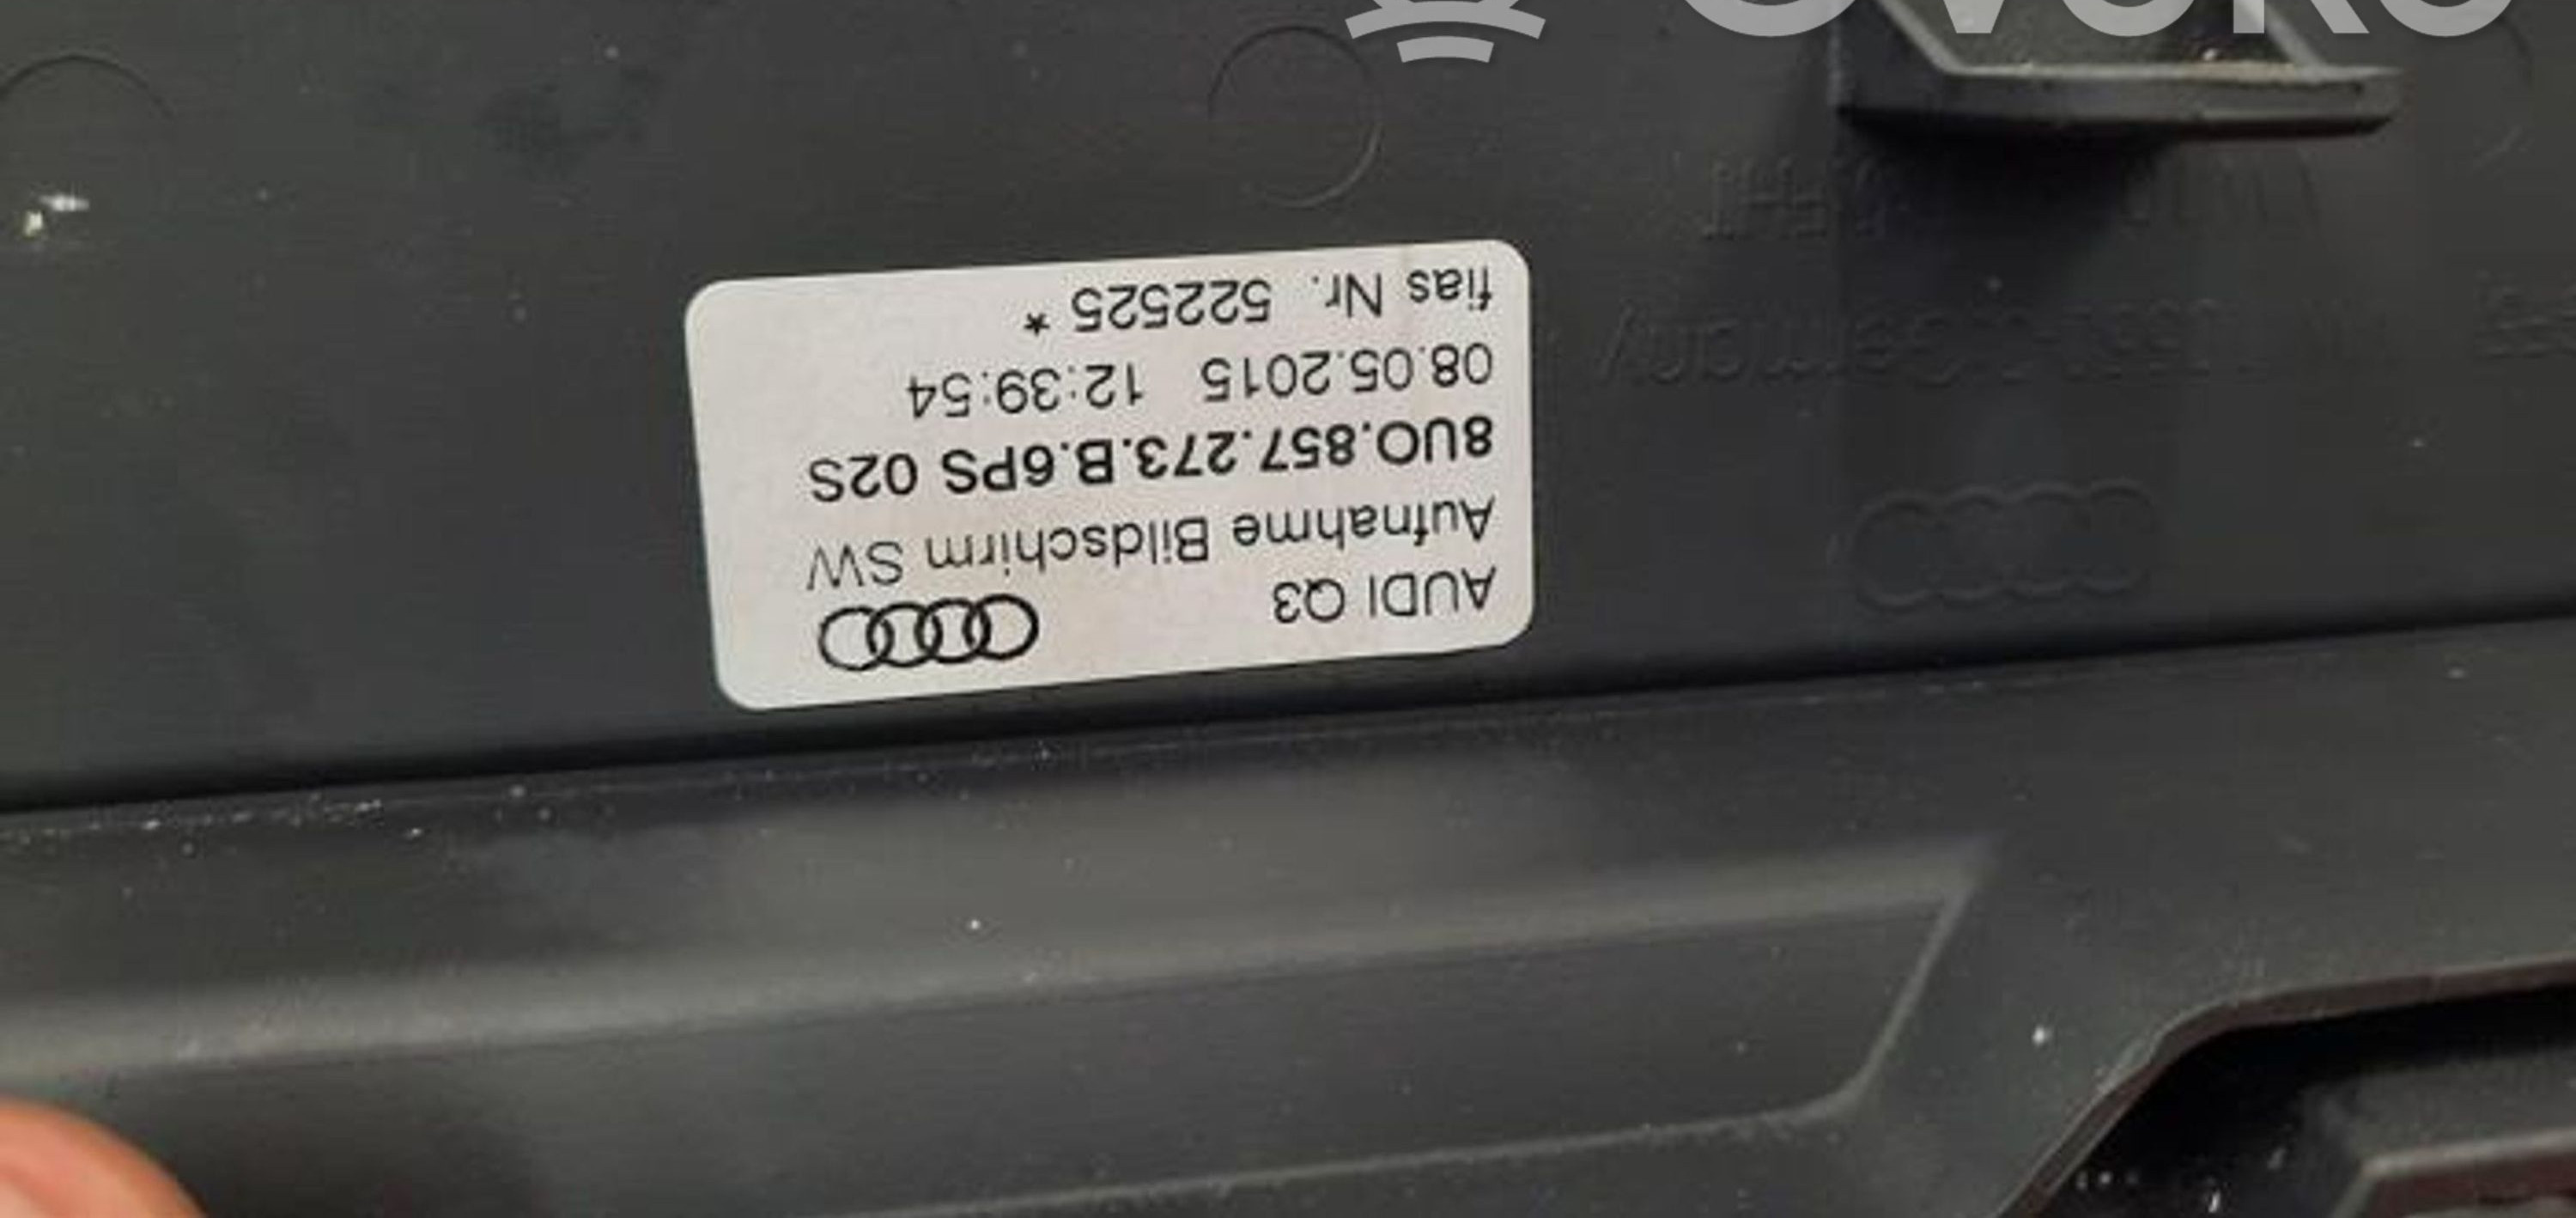 AUDI Q3
Aufnahme Bildschirm SW
8U0.857.273.B.6PS 02S
08.05.2015 12:39:54
fias Nr. 522525 *
Germany